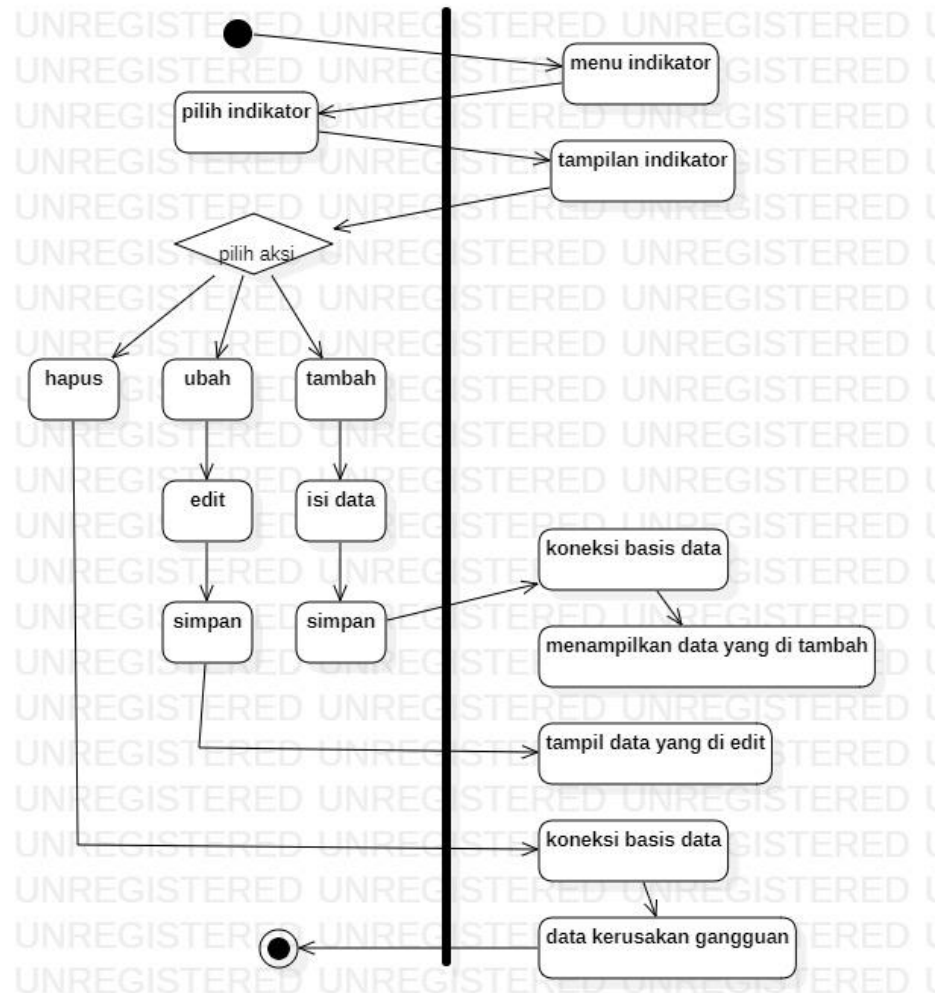 menu indikator
pilih indikator
tampilan indikator
pilih aksi
hapus
ubah
tambah
edit
isi data
koneksi basis data
simpan
simpan
menampilkan data yang di tambah
tampil data yang di edit
koneksi basis data
data kerusakan gangguan
UNREGISTERED